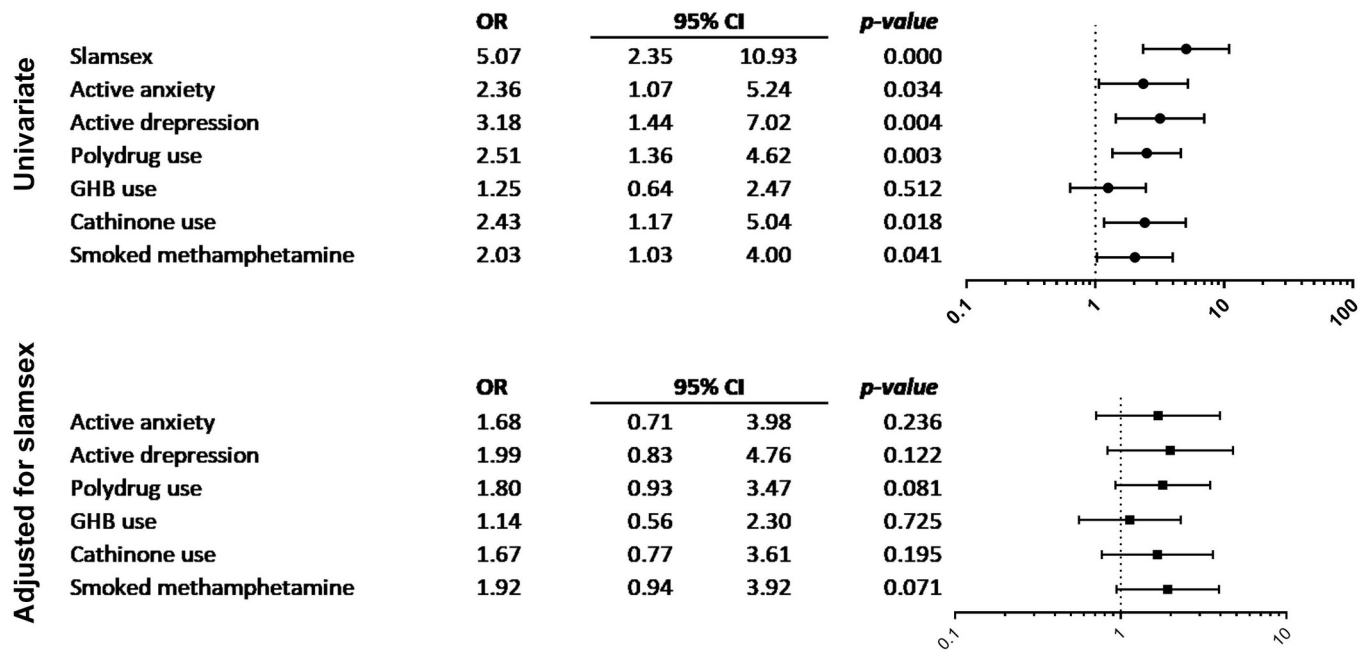 Univariate
OR 95% CI p-value
Slamsex 5.07 2.35 10.93 0.000
Active anxiety 2.36 1.07 5.24 0.034
Active drepression 3.18 1.44 7.02 0.004
Polydrug use 2.51 1.36 4.62 0.003
GHB use 1.25 0.64 2.47 0.512
Cathinone use 2.43 1.17 5.04 0.018
Smoked methamphetamine 2.03 1.03 4.00 0.041
0.1 1 10 100
Adjusted for slamsex
OR 95% CI p-value
Active anxiety 1.68 0.71 3.98 0.236
Active drepression 1.99 0.83 4.76 0.122
Polydrug use 1.80 0.93 3.47 0.081
GHB use 1.14 0.56 2.30 0.725
Cathinone use 1.67 0.77 3.61 0.195
Smoked methamphetamine 1.92 0.94 3.92 0.071
0.1 1 10